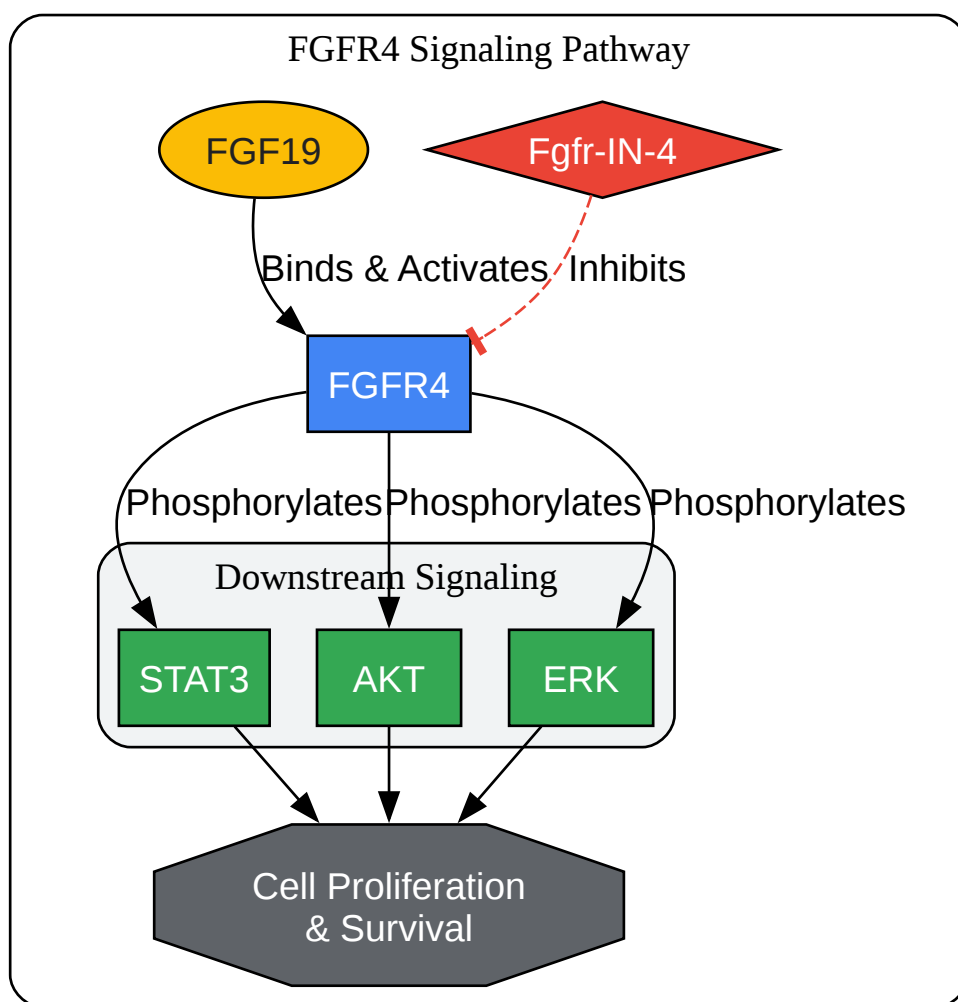 FGFR4 Signaling Pathway
FGF19
Fgfr-IN-4
Binds & Activates
Inhibits
FGFR4
Phosphorylates
Phosphorylates
Phosphorylates
Downstream Signaling
STAT3
AKT
ERK
Cell Proliferation
& Survival